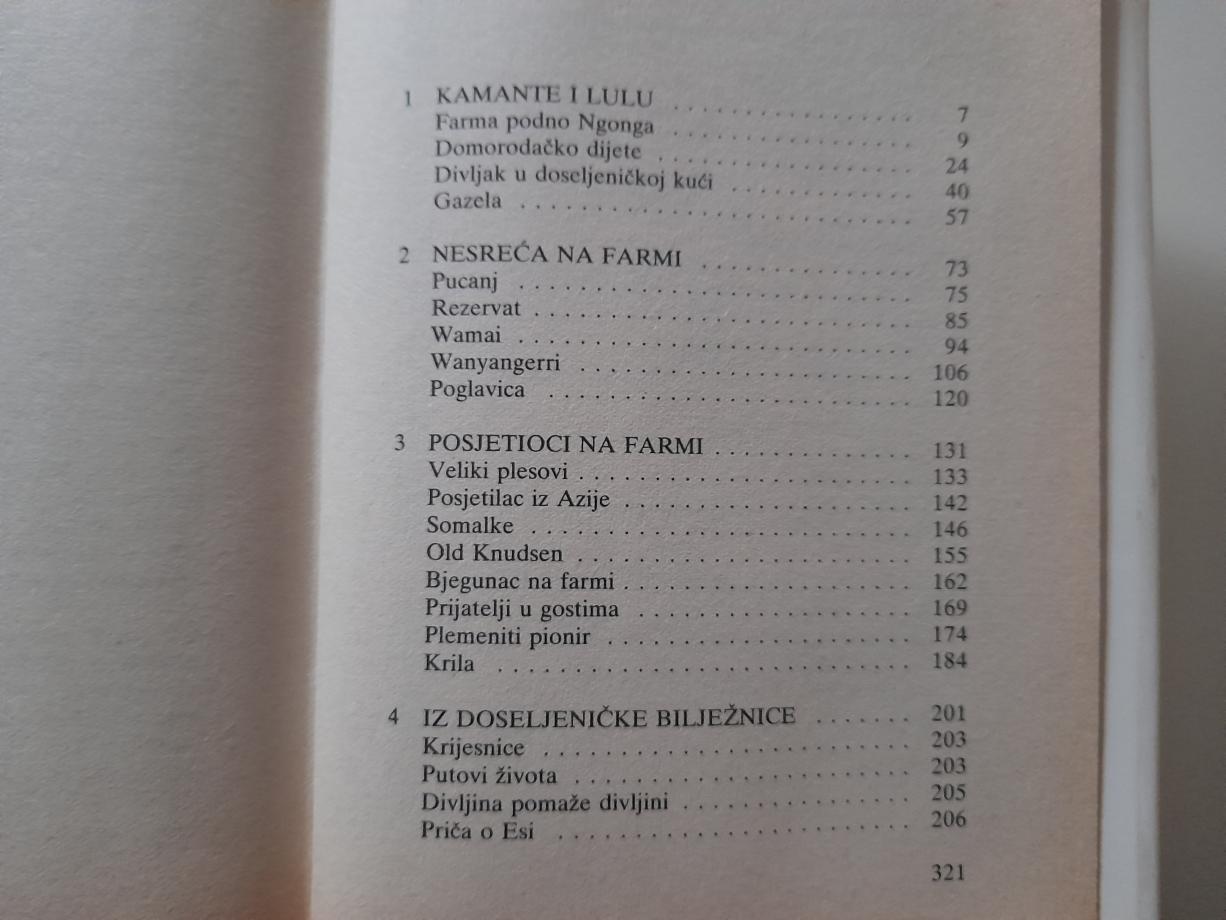 1 KAMANTE I LULU . . . . . . . . . . . . . . . . 7
Farma podno Ngonga . . . . . . . . . . . . . . . . 9
Domorodačko dijete . . . . . . . . . . . . . . . . . 24
Divljak u doseljeničkoj kući . . . . . . . . . . . . 40
Gazela . . . . . . . . . . . . . . . . . . . . . . . . . 57
2 NESREĆA NA FARMI . . . . . . . . . . . . . . 73
Pucanj . . . . . . . . . . . . . . . . . . . . . . . . . 75
Rezervat . . . . . . . . . . . . . . . . . . . . . . . . 85
Wamai . . . . . . . . . . . . . . . . . . . . . . . . . 94
Wanyangerri . . . . . . . . . . . . . . . . . . . . . 106
Poglavica . . . . . . . . . . . . . . . . . . . . . . . 120
3 POSJETIOCI NA FARMI . . . . . . . . . . . . . 131
Veliki plesovi . . . . . . . . . . . . . . . . . . . . . 133
Posjetilac iz Azije . . . . . . . . . . . . . . . . . . 142
Somalke . . . . . . . . . . . . . . . . . . . . . . . . 146
Old Knudsen . . . . . . . . . . . . . . . . . . . . . 155
Bjegunac na farmi . . . . . . . . . . . . . . . . . . 162
Prijatelji u gostima . . . . . . . . . . . . . . . . . 169
Plemeniti pionir . . . . . . . . . . . . . . . . . . . 174
Krila . . . . . . . . . . . . . . . . . . . . . . . . . . 184
4 IZ DOSELJENIČKE BILJEŽNICE . . . . . . . 201
Krijesnice . . . . . . . . . . . . . . . . . . . . . . . 203
Putovi života . . . . . . . . . . . . . . . . . . . . . 203
Divljina pomaže divljini . . . . . . . . . . . . . . 205
Priča o Esi . . . . . . . . . . . . . . . . . . . . . . 206
321